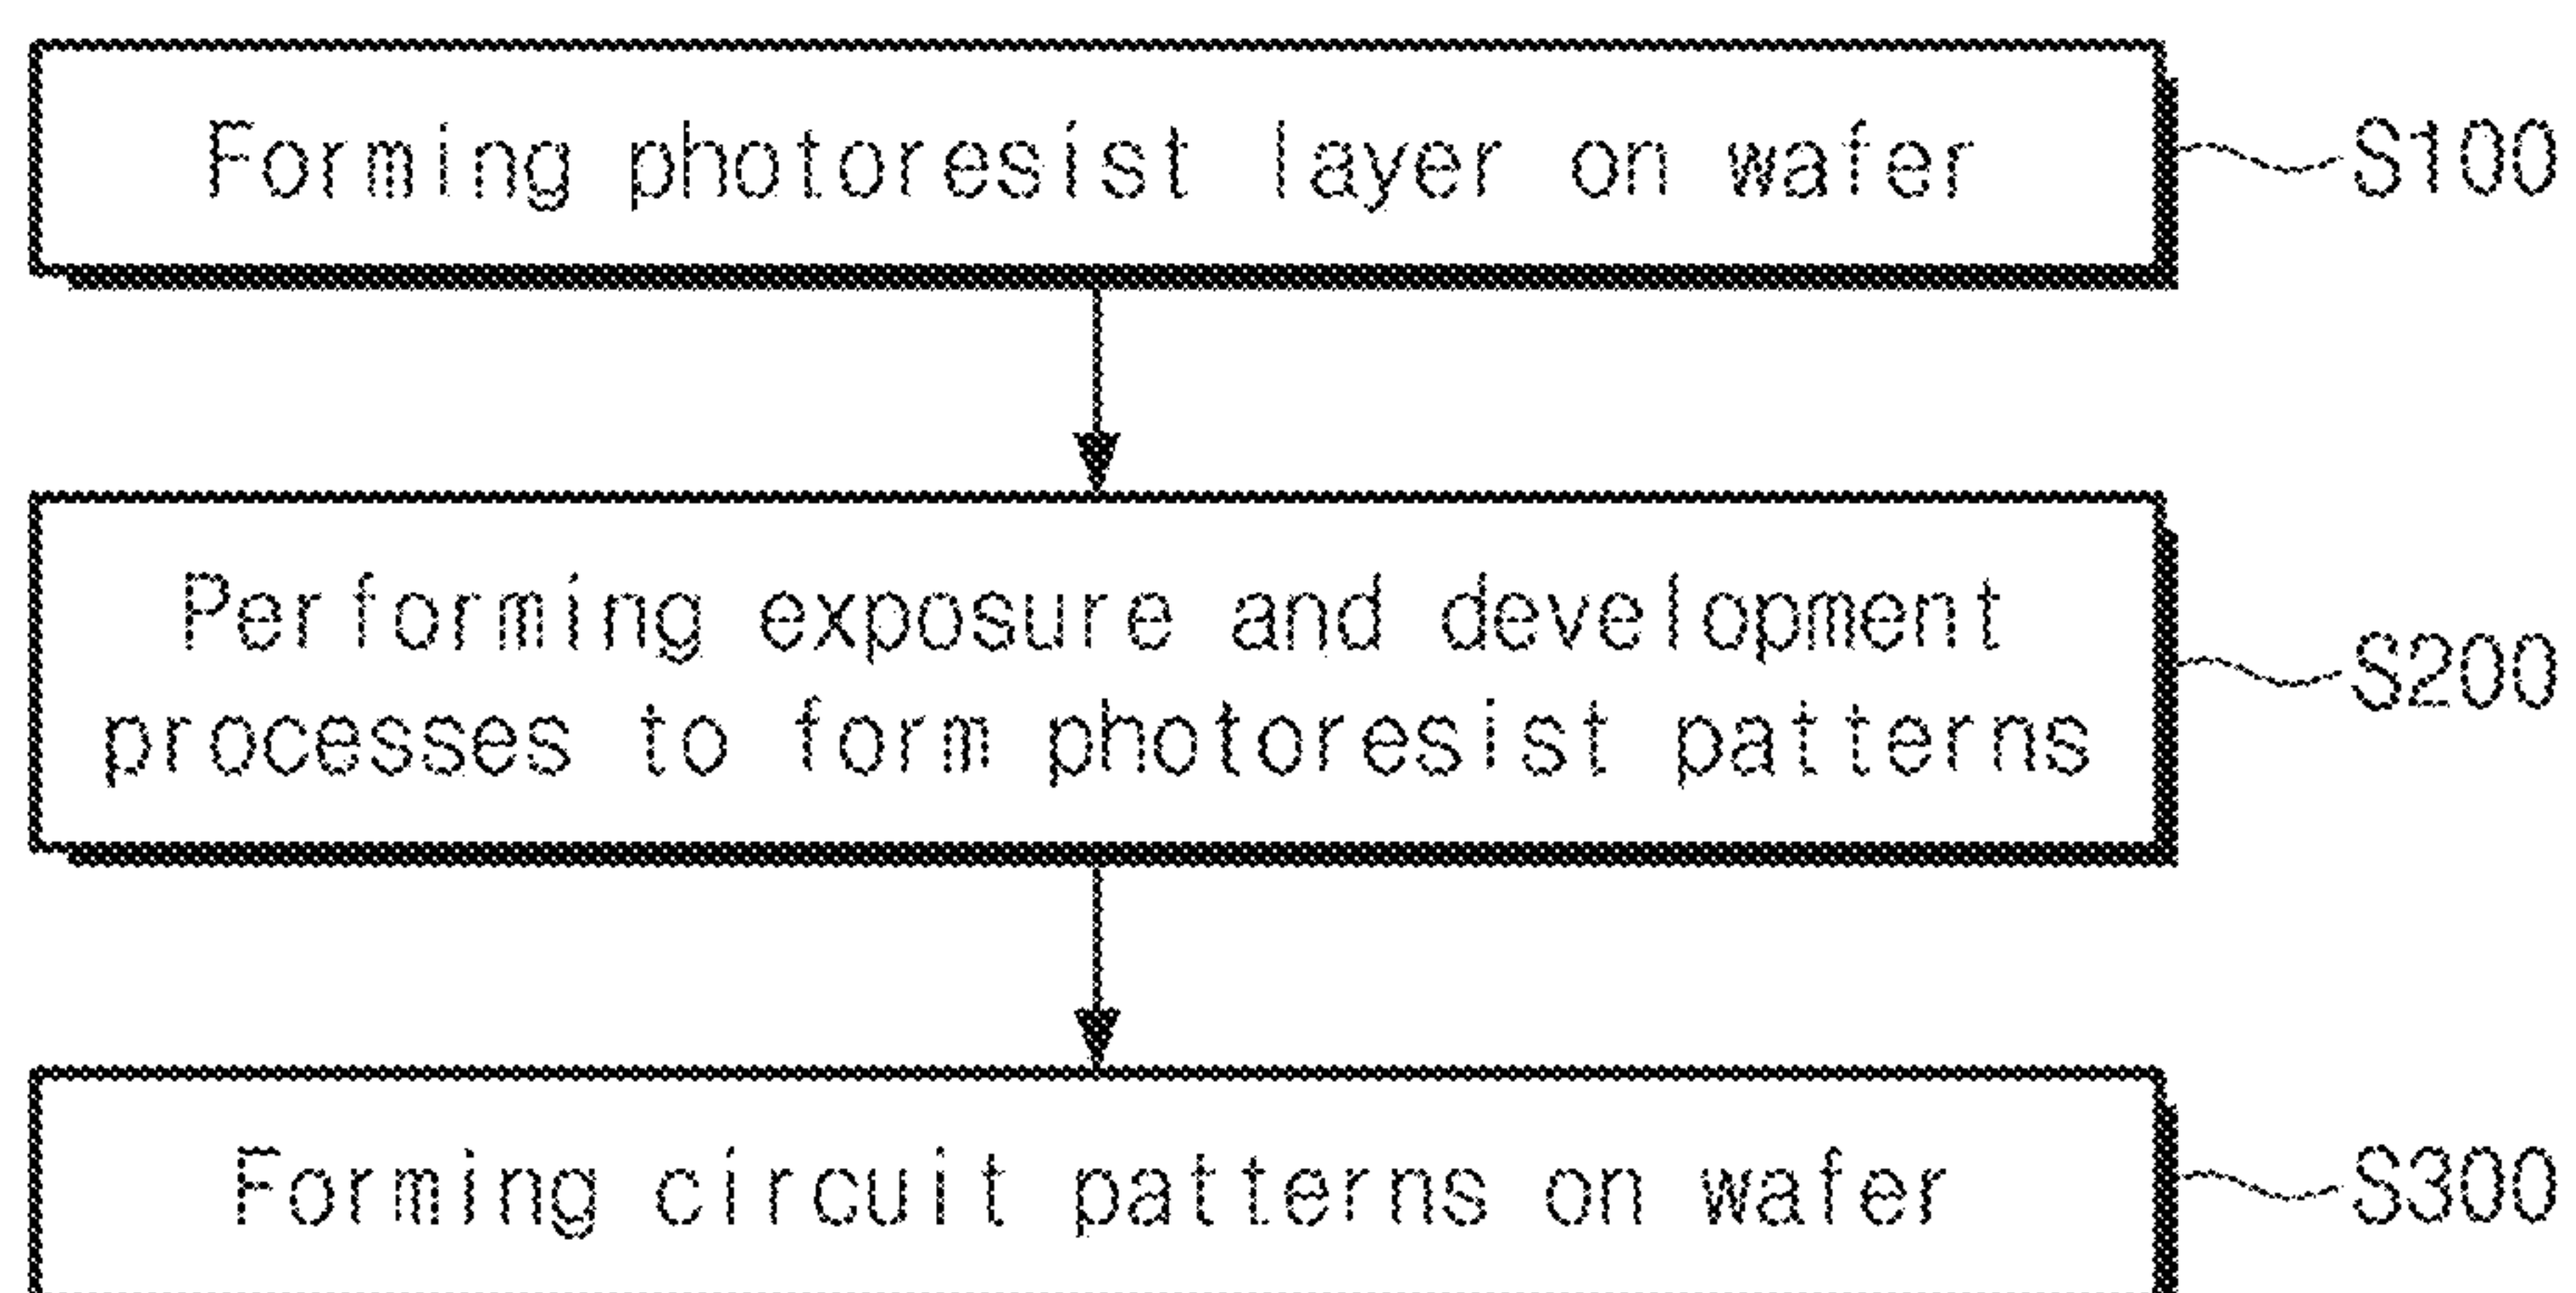 Forming photoresist layer on wafer
S100
Performing exposure and development
processes to form photoresist patterns
S200
Forming circuit patterns on wafer
S300